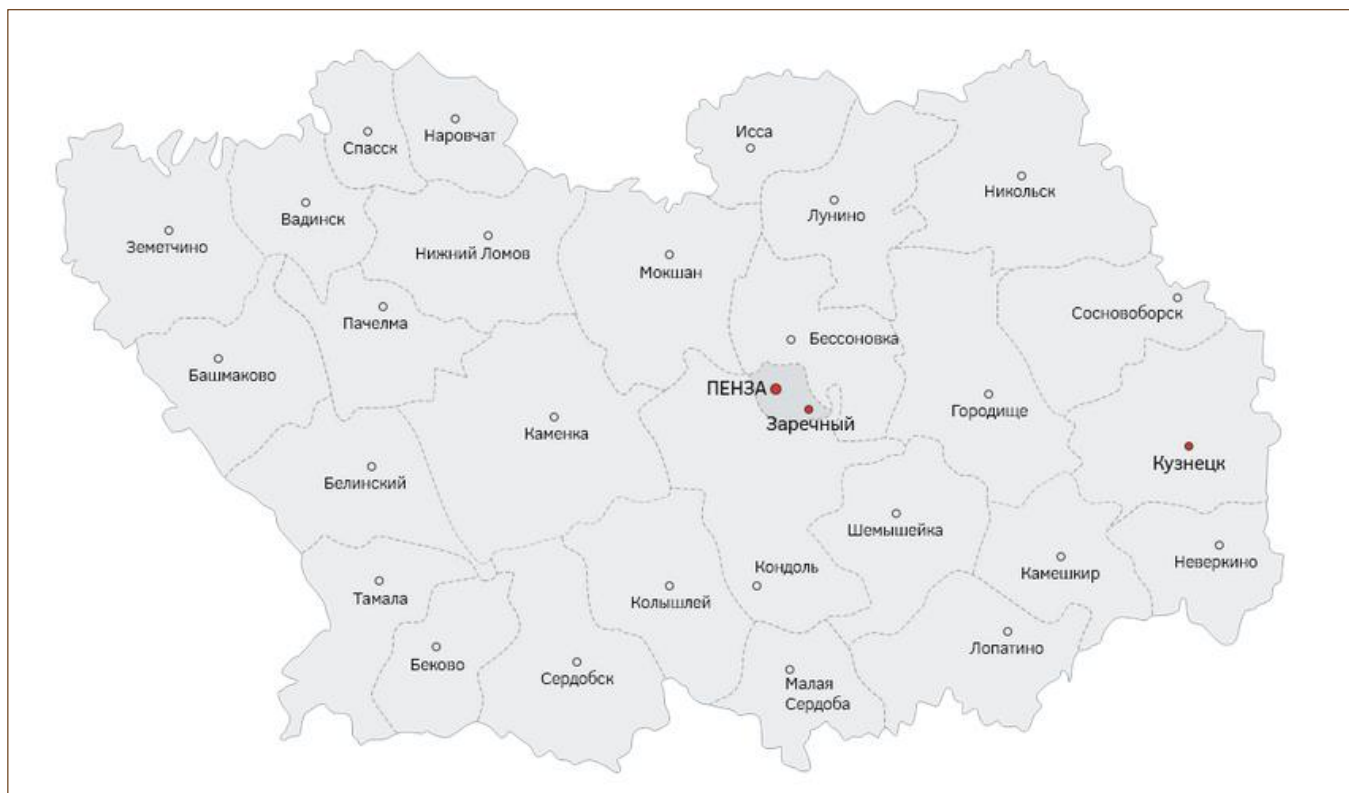 Наровчат
Спасск
Исса
Никольск
Вадинск
Лунино
Земетчино
Нижний Ломов
Мокшан
Сосновоборск
Пачелма
Бессоновка
Башмаково
ПЕНЗА
Городище
Заречный
Каменка
Кузнецк
Белинский
Шемышейка
Неверкино
Кондоль
Камешкир
Тамала
Колышлей
Лопатино
Беково
Сердобск
Малая
Сердоба